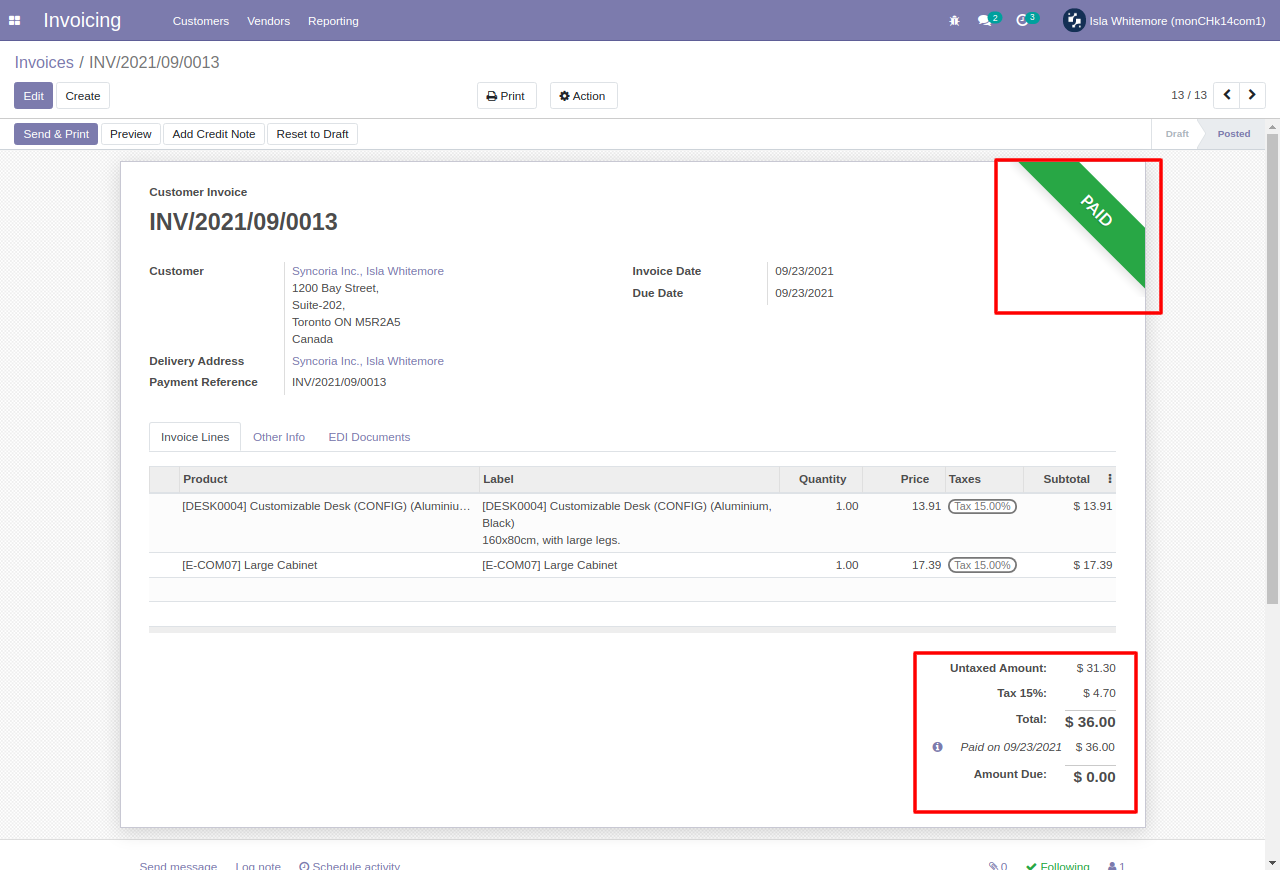 Invoicing Customers Vendors Reporting 2 3 Isla Whitemore (monCHk14com1)
Invoices / INV/2021/09/0013
Edit Create Print Action 13 / 13
Send & Print Preview Add Credit Note Reset to Draft Draft Posted
PAID
Customer Invoice
INV/2021/09/0013
Customer Syncoria Inc., Isla Whitemore Invoice Date 09/23/2021
1200 Bay Street, Due Date 09/23/2021
Suite-202,
Toronto ON M5R2A5
Canada
Delivery Address Syncoria Inc., Isla Whitemore
Payment Reference INV/2021/09/0013
Invoice Lines Other Info EDI Documents
Product Label Quantity Price Taxes Subtotal
[DESK0004] Customizable Desk (CONFIG) (Aluminiu… [DESK0004] Customizable Desk (CONFIG) (Aluminium, 1.00 13.91 Tax 15.00% $ 13.91
Black)
160x80cm, with large legs.
[E-COM07] Large Cabinet [E-COM07] Large Cabinet 1.00 17.39 Tax 15.00% $ 17.39
Untaxed Amount: $ 31.30
Tax 15%: $ 4.70
Total: $ 36.00
Paid on 09/23/2021 $ 36.00
Amount Due: $ 0.00
Send message Log note Schedule activity 0 Following 1